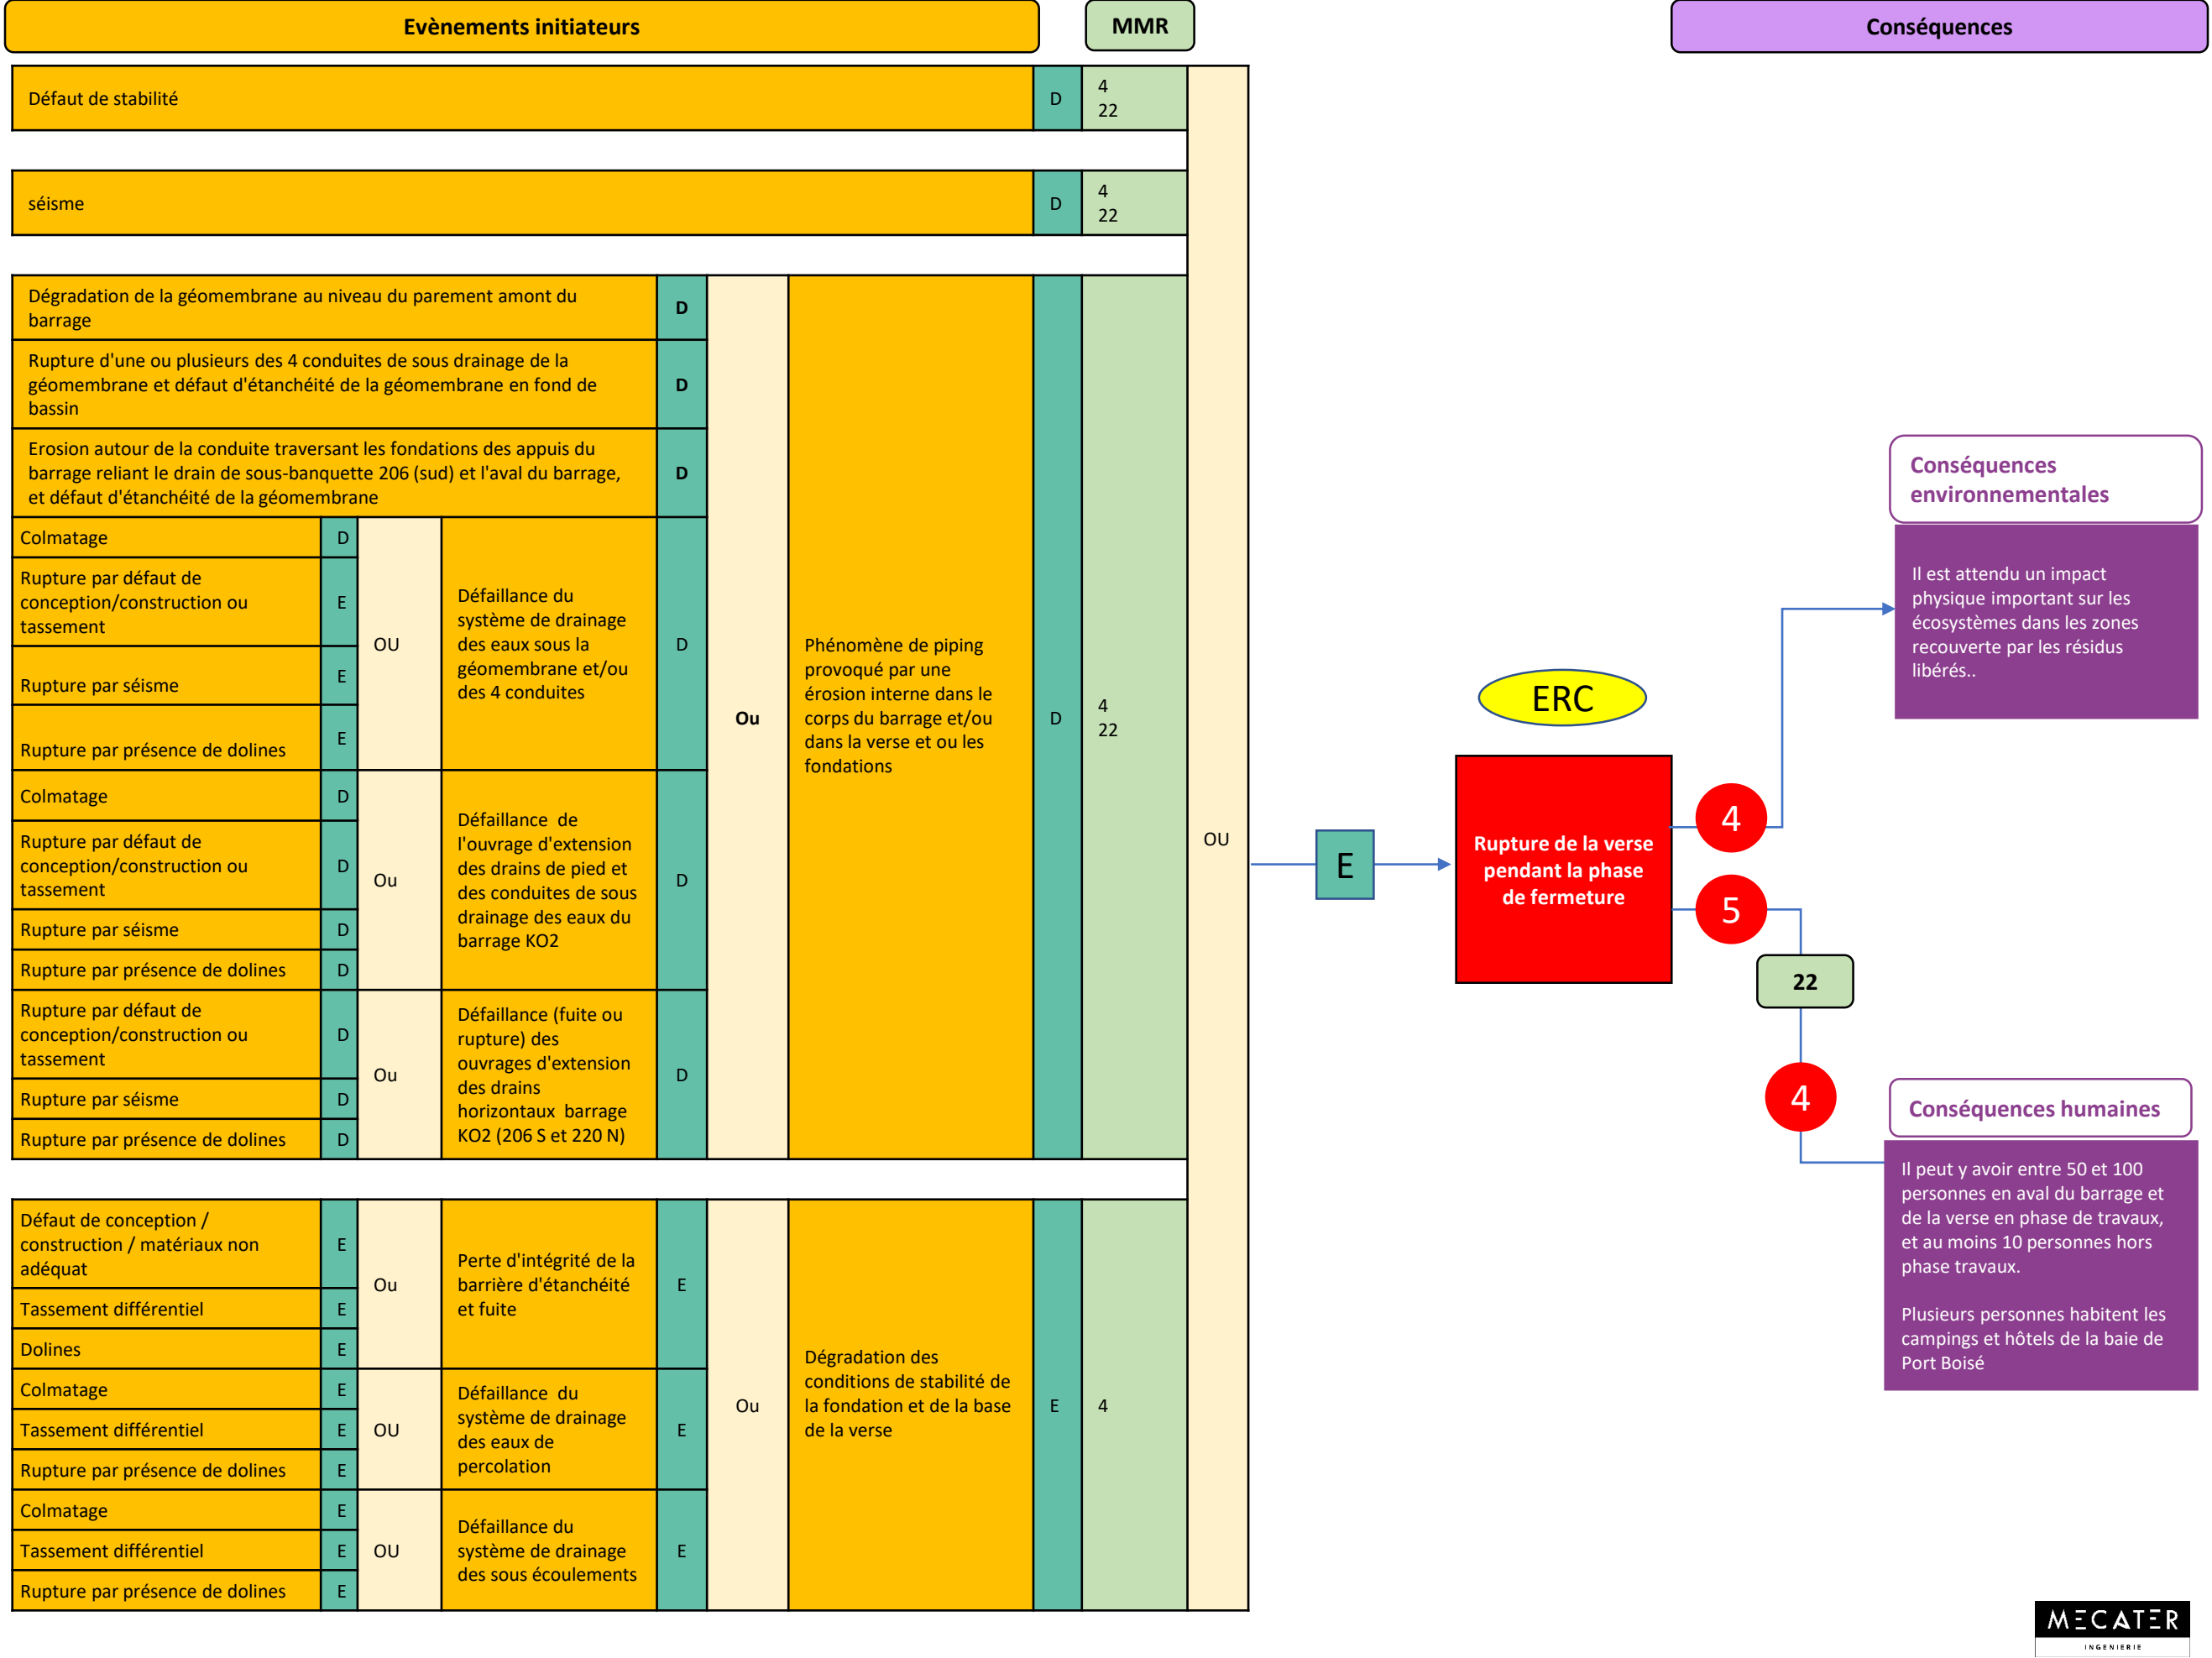 Evènements initiateurs
MMR
Conséquences
Défaut de stabilité
D
4
22
séisme
D
4
22
Dégradation de la géomembrane au niveau du parement amont du
barrage
D
Rupture d'une ou plusieurs des 4 conduites de sous drainage de la
géomembrane et défaut d'étanchéité de la géomembrane en fond de
bassin
D
Erosion autour de la conduite traversant les fondations des appuis du
barrage reliant le drain de sous-banquette 206 (sud) et l'aval du barrage,
et défaut d'étanchéité de la géomembrane
D
Colmatage
D
Rupture par défaut de
conception/construction ou
tassement
E
Rupture par séisme
E
Rupture par présence de dolines
E
OU
Défaillance du
système de drainage
des eaux sous la
géomembrane et/ou
des 4 conduites
D
Colmatage
D
Rupture par défaut de
conception/construction ou
tassement
D
Rupture par séisme
D
Rupture par présence de dolines
D
Ou
Défaillance de
l'ouvrage d'extension
des drains de pied et
des conduites de sous
drainage des eaux du
barrage KO2
D
Rupture par défaut de
conception/construction ou
tassement
D
Rupture par séisme
D
Rupture par présence de dolines
D
Ou
Défaillance (fuite ou
rupture) des
ouvrages d'extension
des drains
horizontaux barrage
KO2 (206 S et 220 N)
D
Ou
Phénomène de piping
provoqué par une
érosion interne dans le
corps du barrage et/ou
dans la verse et ou les
fondations
D
4
22
Défaut de conception /
construction / matériaux non
adéquat
E
Tassement différentiel
E
Dolines
E
Ou
Perte d'intégrité de la
barrière d'étanchéité
et fuite
E
Colmatage
E
Tassement différentiel
E
Rupture par présence de dolines
E
OU
Défaillance du
système de drainage
des eaux de
percolation
E
Colmatage
E
Tassement différentiel
E
Rupture par présence de dolines
E
OU
Défaillance du
système de drainage
des sous écoulements
E
Ou
Dégradation des
conditions de stabilité de
la fondation et de la base
de la verse
E
4
OU
E
ERC
Rupture de la verse
pendant la phase
de fermeture
4
5
22
4
Conséquences
environnementales
Il est attendu un impact
physique important sur les
écosystèmes dans les zones
recouverte par les résidus
libérés..
Conséquences humaines
Il peut y avoir entre 50 et 100
personnes en aval du barrage et
de la verse en phase de travaux,
et au moins 10 personnes hors
phase travaux.
Plusieurs personnes habitent les
campings et hôtels de la baie de
Port Boisé
MECATER
INGENIERIE